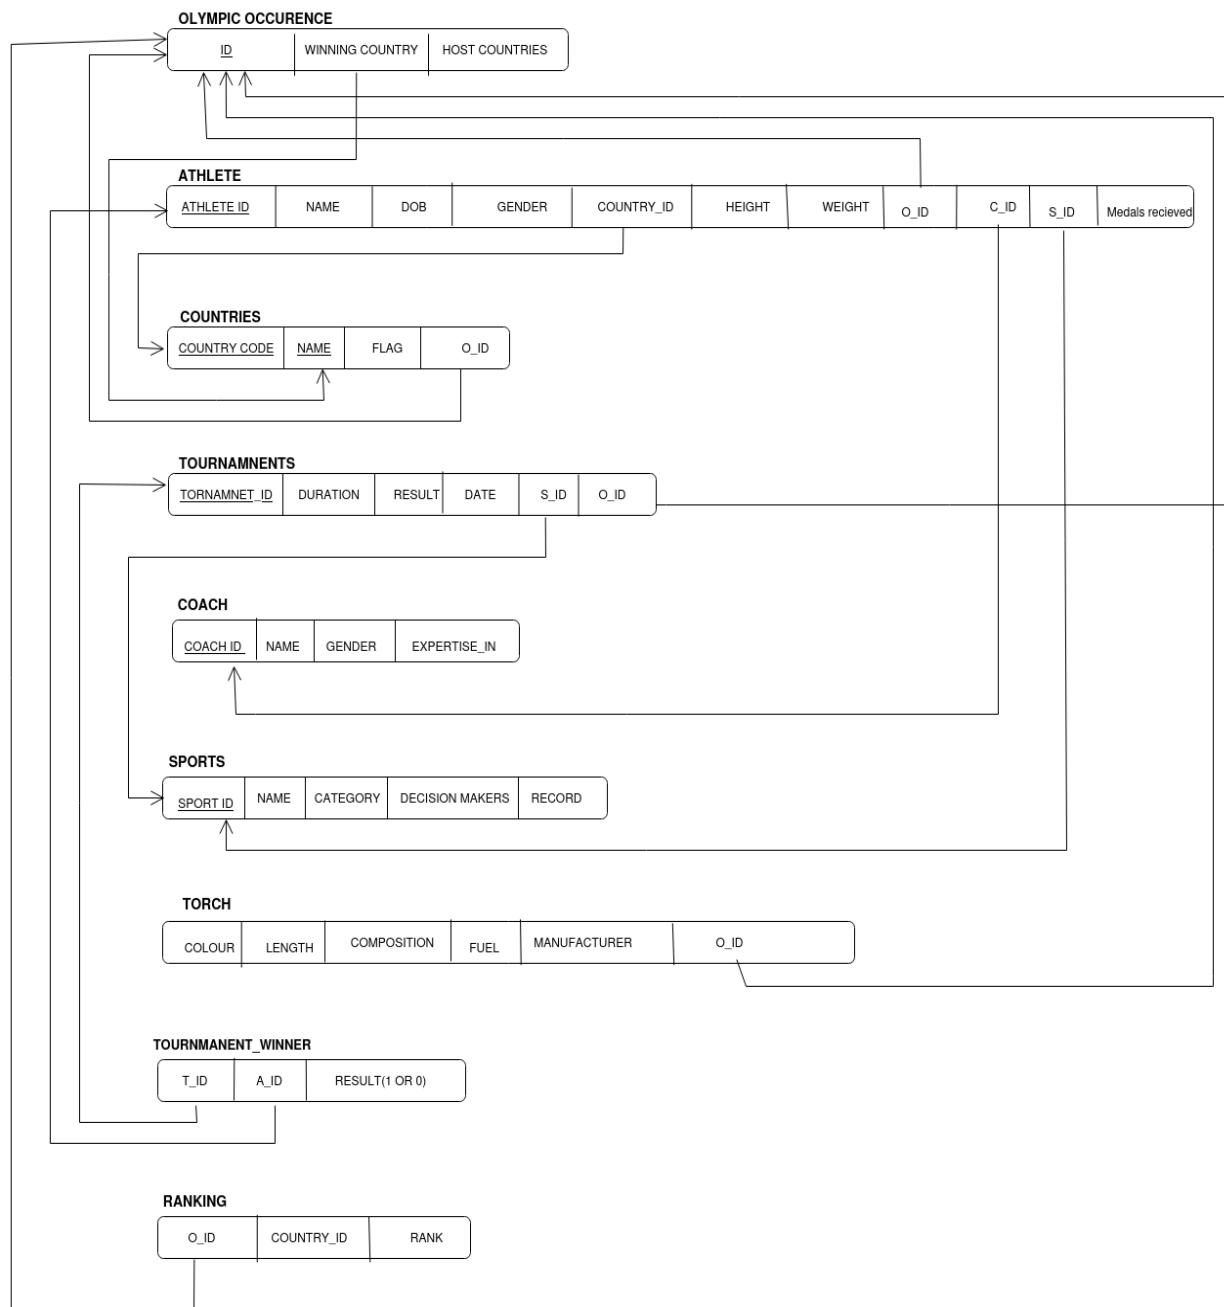 OLYMPIC OCCURENCE
ID WINNING COUNTRY HOST COUNTRIES
ATHLETE
ATHLETE ID NAME DOB GENDER COUNTRY_ID HEIGHT WEIGHT O_ID C_ID S_ID Medals recieved
COUNTRIES
COUNTRY CODE NAME FLAG O_ID
TOURNAMNENTS
TORNAMNET_ID DURATION RESULT DATE S_ID O_ID
COACH
COACH ID NAME GENDER EXPERTISE_IN
SPORTS
SPORT ID NAME CATEGORY DECISION MAKERS RECORD
TORCH
COLOUR LENGTH COMPOSITION FUEL MANUFACTURER O_ID
TOURNMANENT_WINNER
T_ID A_ID RESULT(1 OR 0)
RANKING
O_ID COUNTRY_ID RANK